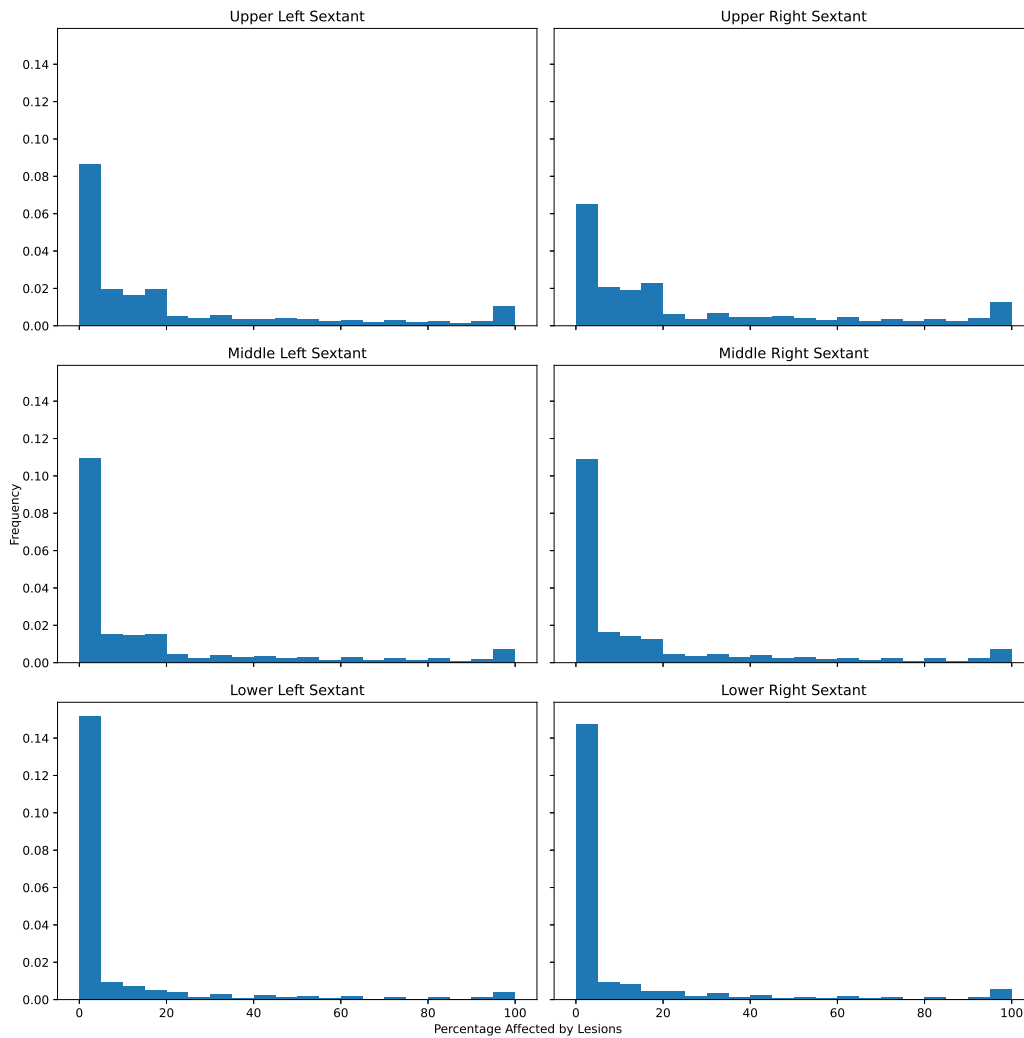 Upper Left Sextant
Upper Right Sextant
0.14
0.12
0.10
0.08
0.06
0.04
0.02
0.00
Middle Left Sextant
Middle Right Sextant
0.14
0.12
0.10
0.08
0.06
0.04
0.02
0.00
Frequency
Lower Left Sextant
Lower Right Sextant
0.14
0.12
0.10
0.08
0.06
0.04
0.02
0.00
0 20 40 60 80 100
0 20 40 60 80 100
Percentage Affected by Lesions